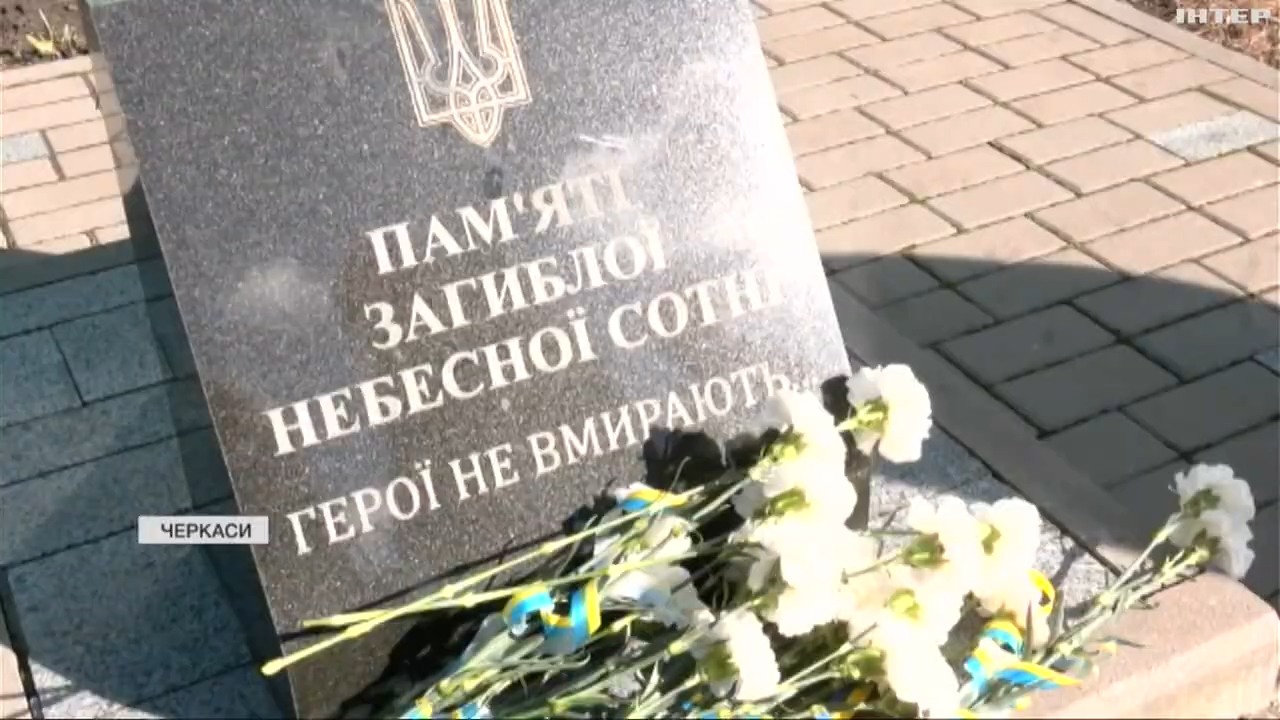 ІНТЕР
ПАМ'ЯТІ
ЗАГИБЛОЇ
НЕБЕСНОЇ СОТНІ
ГЕРОЇ НЕ ВМИРАЮТЬ...
ЧЕРКАСИ